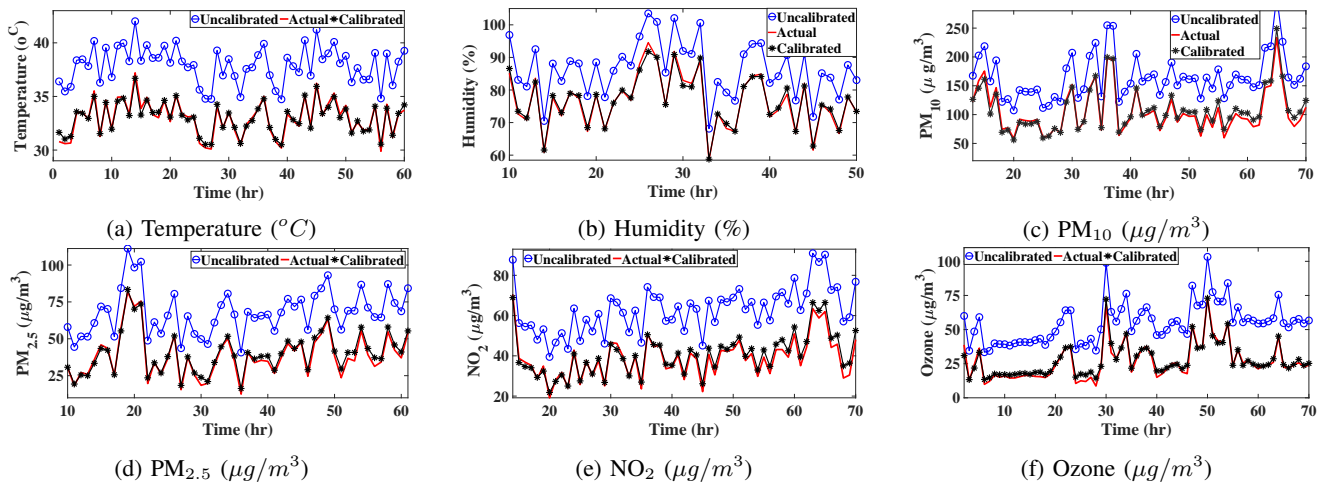 Uncalibrated Actual Calibrated
Temperature (oC)
40
35
30
0 10 20 30 40 50 60
Time (hr)
(a) Temperature (°C)
Uncalibrated
Actual
Calibrated
Humidity (%)
100
80
60
10 20 30 40 50
Time (hr)
(b) Humidity (%)
Uncalibrated
Actual
Calibrated
PM₁₀ (μ g/m³)
250
200
150
100
50
20 30 40 50 60 70
Time (hr)
(c) PM₁₀ (μg/m³)
Uncalibrated Actual Calibrated
PM₂.₅ (μg/m³)
100
75
50
25
10 20 30 40 50 60
Time (hr)
(d) PM₂.₅ (μg/m³)
Uncalibrated Actual Calibrated
NO₂ (μg/m³)
80
60
40
20
20 30 40 50 60 70
Time (hr)
(e) NO₂ (μg/m³)
Uncalibrated Actual Calibrated
Ozone (μg/m³)
100
75
50
25
0
10 20 30 40 50 60 70
Time (hr)
(f) Ozone (μg/m³)